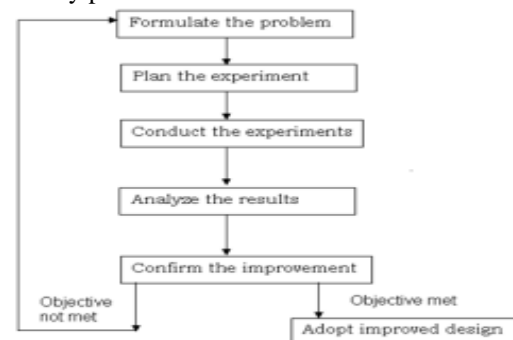 Formulate the problem
Plan the experiment
Conduct the experiments
Analyze the results
Confirm the improvement
Objective
not met
Objective met
Adopt improved design